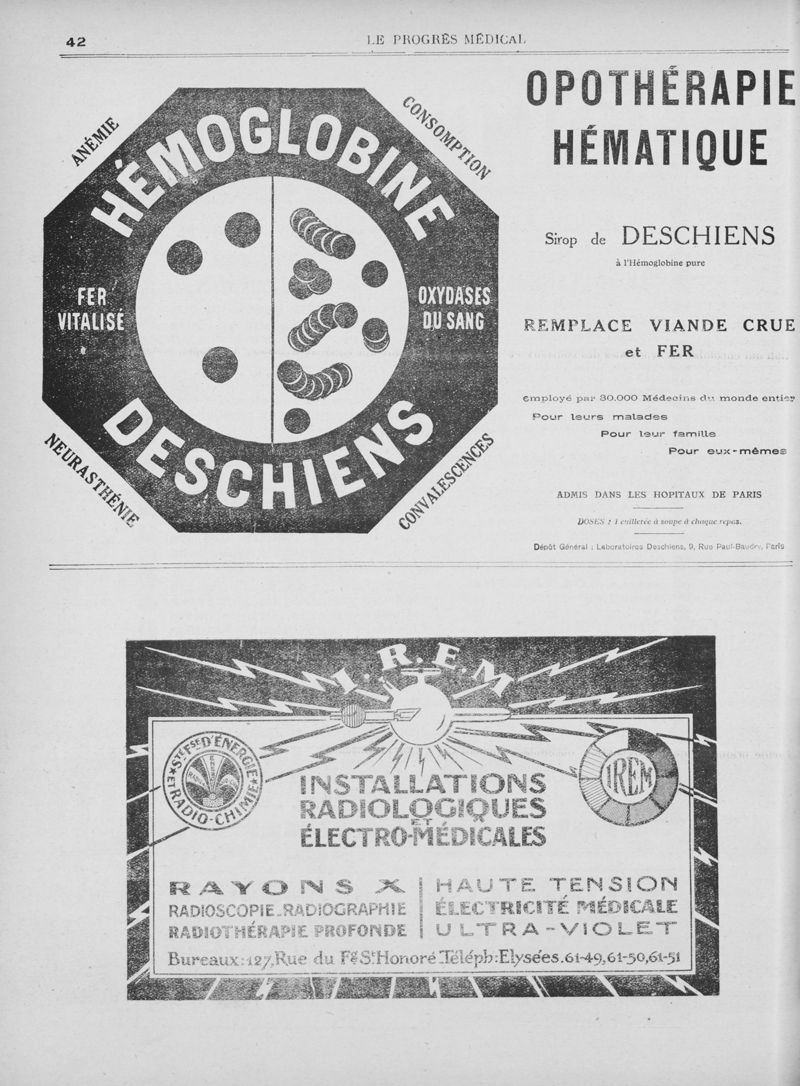 42
LE PROGRÈS MÉDICAL
ANÉMIE
CONSOMPTION
HÉMOGLOBINE
FER
VITALISÉ
OXYDASES
DU SANG
DESCHIENS
NEURASTHÉNIE
CONVALESCENCES
OPOTHÉRAPIE
HÉMATIQUE
Sirop de DESCHIENS
à l'Hémoglobine pure
REMPLACE VIANDE CRUE
et FER
employé par 30.000 Médecins du monde entier
Pour leurs malades
Pour leur famille
Pour eux-mêmes
ADMIS DANS LES HOPITAUX DE PARIS
DOSES : 1 cuillerée à soupe à chaque repas.
Dépôt Général : Laboratoires Deschiens, 9, Rue Paul-Baudry, Paris
I.R.E.M
STÉ FSE D'ÉNERGIE
ET RADIO-CHIMIE
IREM
INSTALLATIONS
RADIOLOGIQUES
ET
ÉLECTRO-MÉDICALES
RAYONS X
RADIOSCOPIE_RADIOGRAPHIE
RADIOTHÉRAPIE PROFONDE
HAUTE TENSION
ÉLECTRICITÉ MÉDICALE
ULTRA-VIOLET
Bureaux: 127, Rue du Fg St Honoré_Téléph: Elysées. 61-49, 61-50, 61-51